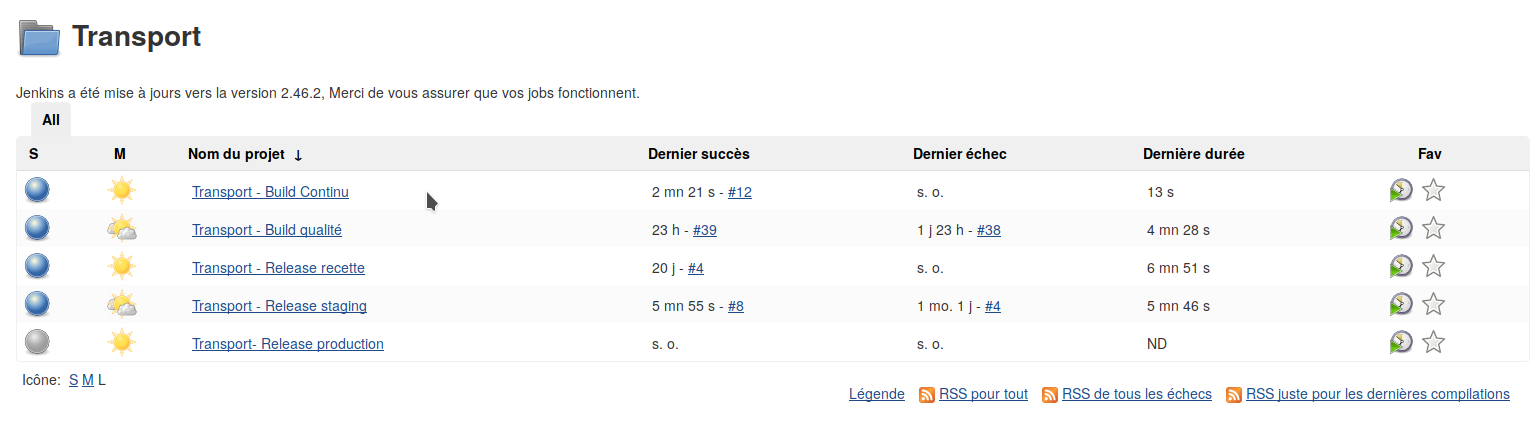 Transport
Jenkins a été mise à jours vers la version 2.46.2, Merci de vous assurer que vos jobs fonctionnent.
All
S M Nom du projet ↓ Dernier succès Dernier échec Dernière durée Fav
Transport - Build Continu 2 mn 21 s - #12 s. o. 13 s
Transport - Build qualité 23 h - #39 1 j 23 h - #38 4 mn 28 s
Transport - Release recette 20 j - #4 s. o. 6 mn 51 s
Transport - Release staging 5 mn 55 s - #8 1 mo. 1 j - #4 5 mn 46 s
Transport- Release production s. o. s. o. ND
Icône: S M L
Légende RSS pour tout RSS de tous les échecs RSS juste pour les dernières compilations